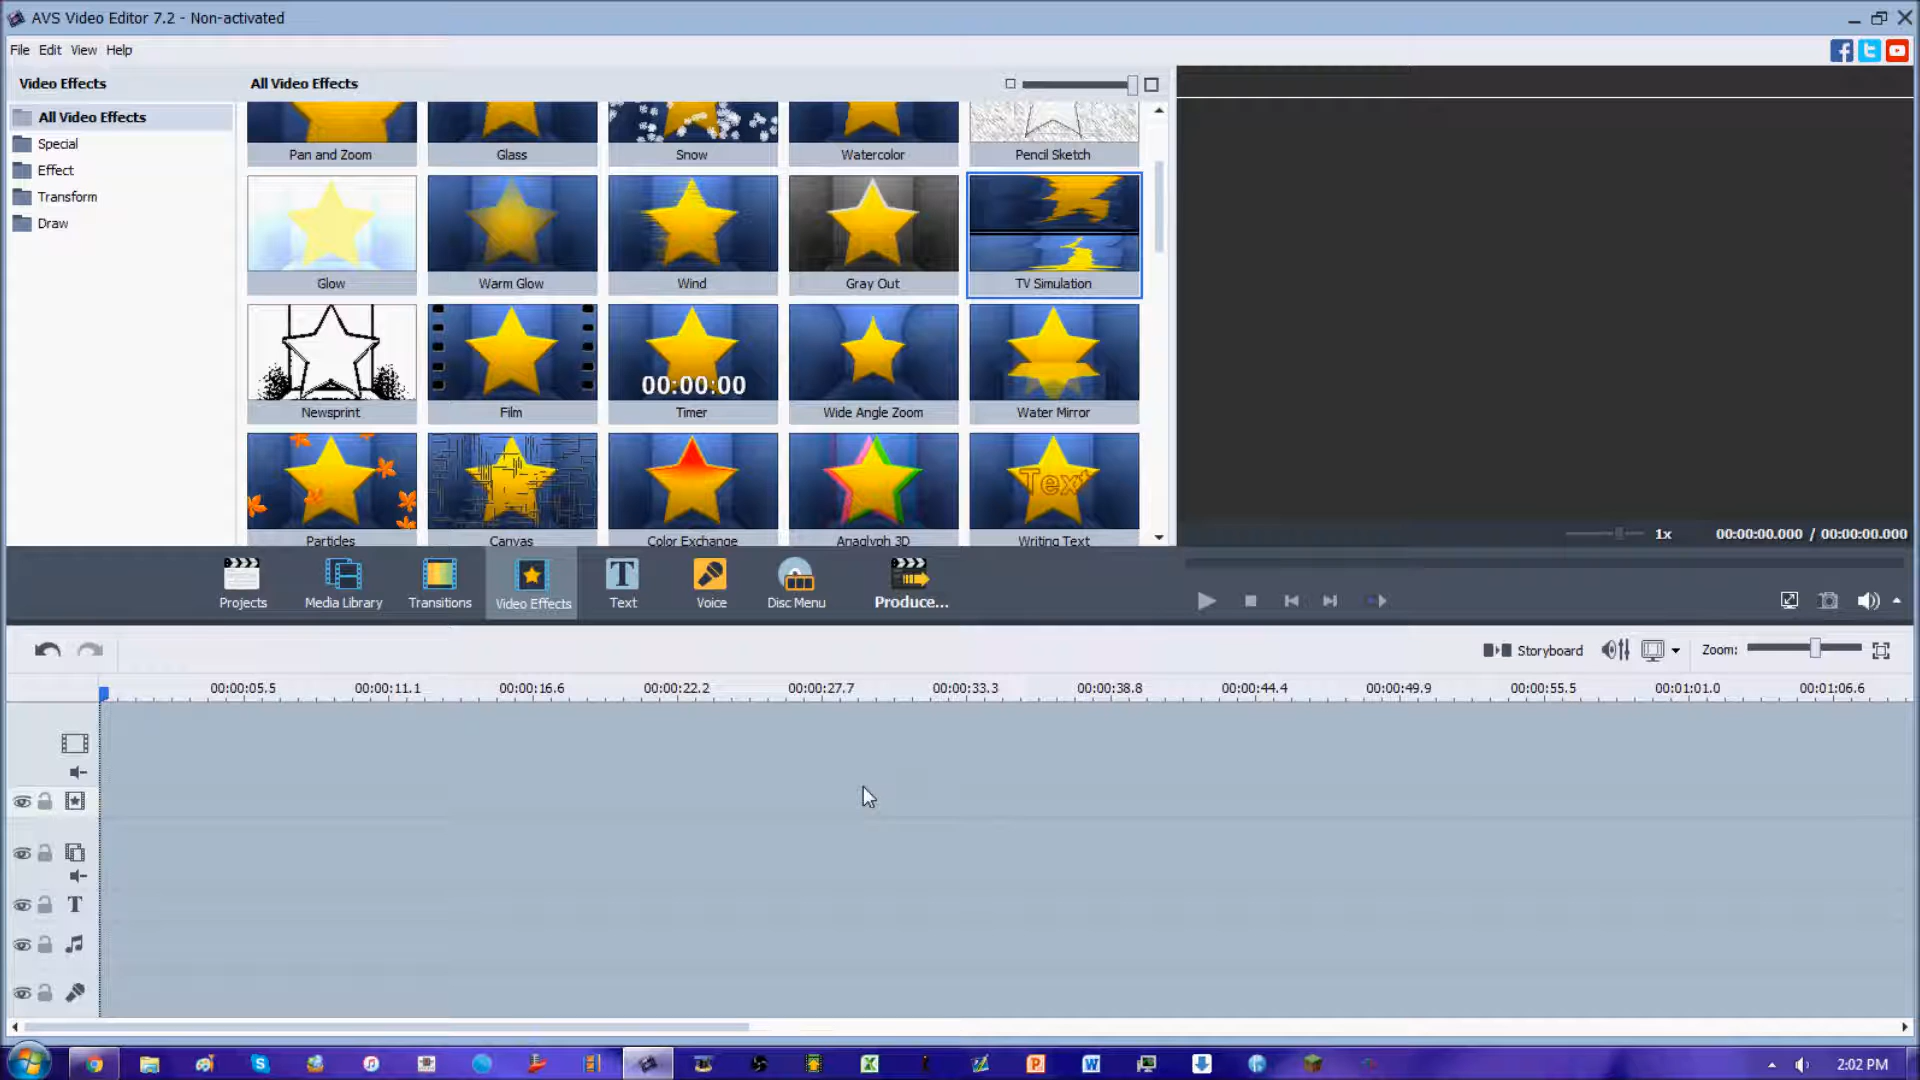 AVS Video Editor 7.2 - Non-activated
File Edit View Help
Video Effects
All Video Effects
All Video Effects
Special
Effect
Transform
Draw
Pan and Zoom Glass Snow Watercolor Pencil Sketch
Glow Warm Glow Wind Gray Out TV Simulation
00:00:00
Newsprint Film Timer Wide Angle Zoom Water Mirror
Text
Particles Canvas Color Exchange Anaglyph 3D Writing Text
1x 00:00:00.000 / 00:00:00.000
Projects Media Library Transitions Video Effects Text Voice Disc Menu Produce...
Storyboard Zoom:
00:00:05.5 00:00:11.1 00:00:16.6 00:00:22.2 00:00:27.7 00:00:33.3 00:00:38.8 00:00:44.4 00:00:49.9 00:00:55.5 00:01:01.0 00:01:06.6
2:02 PM